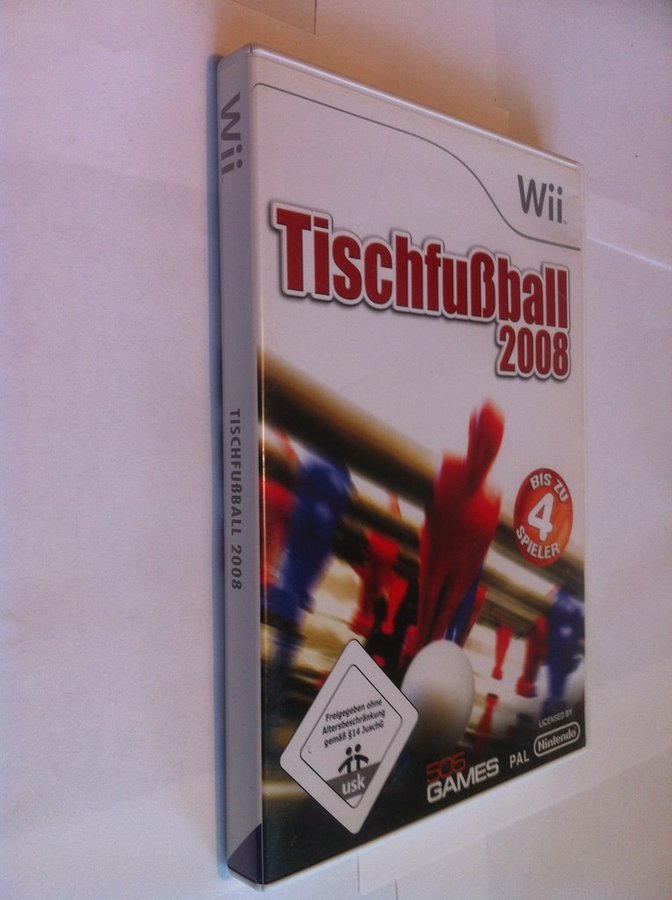 Wii
TISCHFUßBALL 2008
Wii
Tischfußball
2008
BIS ZU
4
SPIELER
Freigegeben ohne
Altersbeschränkung
gemäß §14 JuschG
usk
505
GAMES
PAL
LICENSED BY
Nintendo